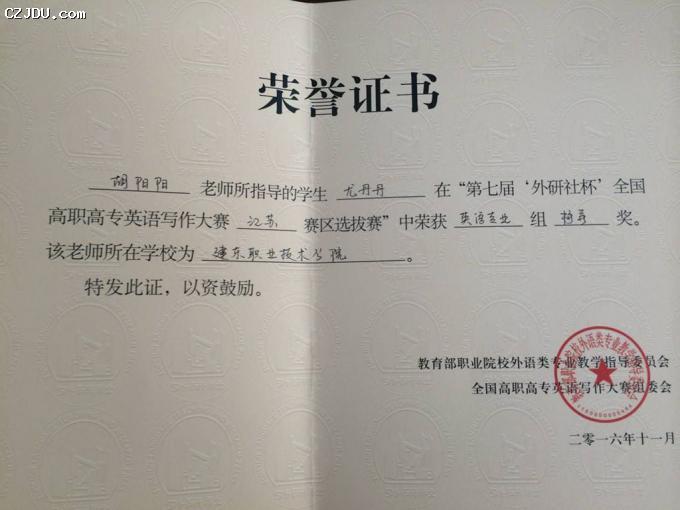 CZJDU.COM
荣誉证书
胡阳阳 老师所指导的学生 尤丹丹 在“第七届‘外研社杯’全国
高职高专英语写作大赛 江苏 赛区选拔赛”中荣获 英语专业 组 奖。
该老师所在学校为 建东职业技术学院 。
特发此证，以资鼓励。
教育部职业院校外语类专业教学指导委员会
全国高职高专英语写作大赛组委会
二零一六年十一月